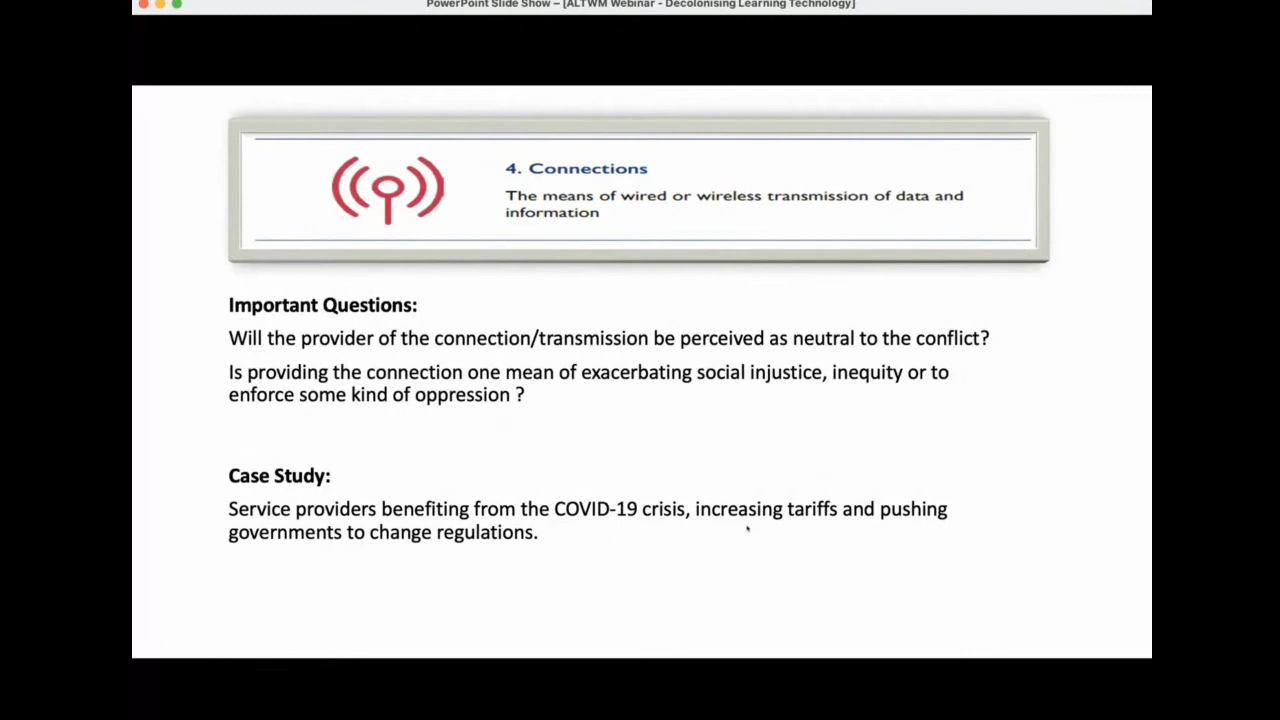 PowerPoint Slide Show – [ALTWM Webinar - Decolonising Learning Technology]
4. Connections
The means of wired or wireless transmission of data and
information
Important Questions:
Will the provider of the connection/transmission be perceived as neutral to the conflict?
Is providing the connection one mean of exacerbating social injustice, inequity or to
enforce some kind of oppression ?
Case Study:
Service providers benefiting from the COVID-19 crisis, increasing tariffs and pushing
governments to change regulations.